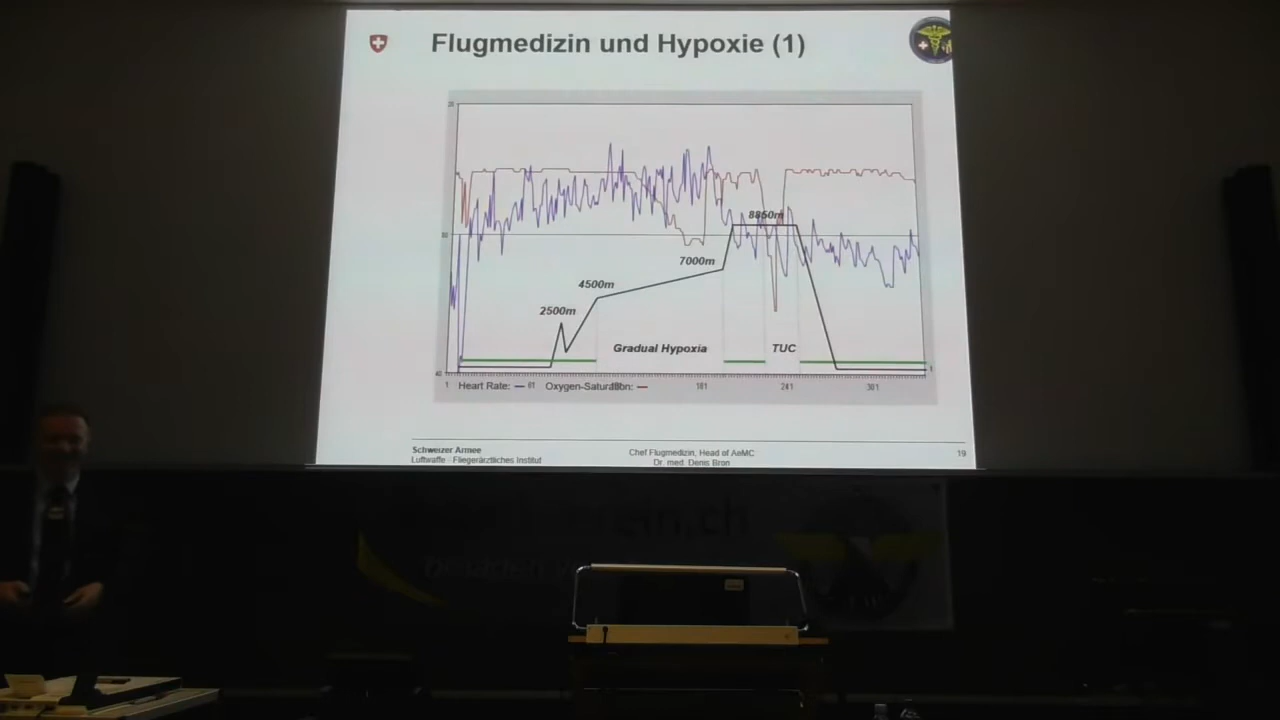 Flugmedizin und Hypoxie (1)
8850m
7000m
4500m
2500m
Gradual Hypoxia
TUC
1
181
241
301
Heart Rate:
Oxygen-Saturation:
Schweizer Armee
Luftwaffe Fliegerärztliches Institut
Chef Flugmedizin, Head of AeMC
Dr. med. Denis Bron
19